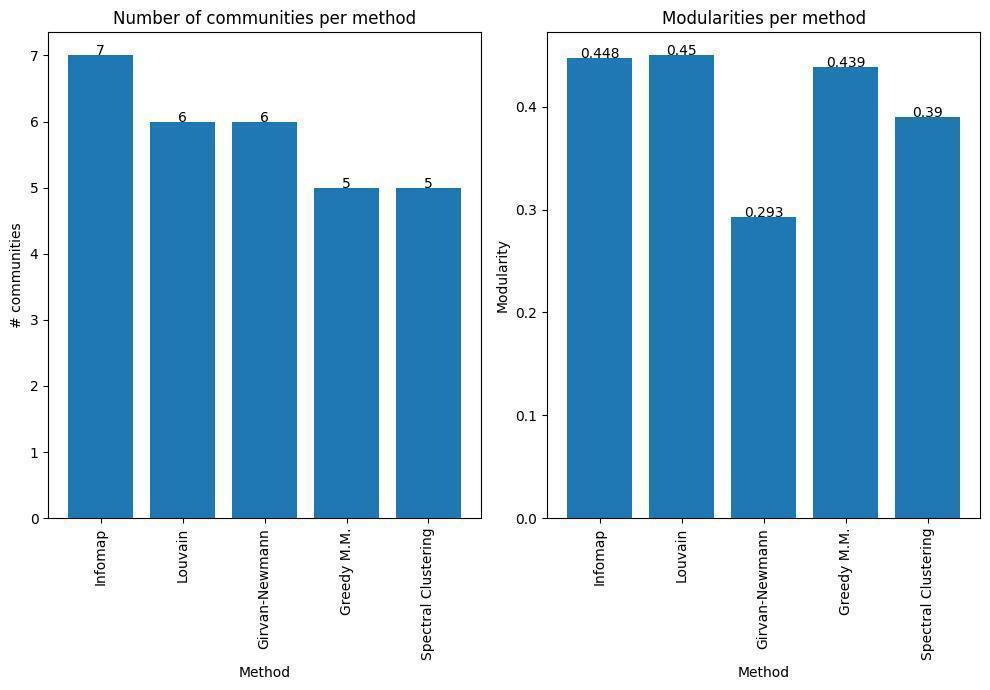 Number of communities per method
# communities
7
6
5
4
3
2
1
0
7
6
6
5
5
Infomap
Louvain
Girvan-Newmann
Greedy M.M.
Spectral Clustering
Method
Modularities per method
Modularity
0.4
0.3
0.2
0.1
0.0
0.448
0.45
0.293
0.439
0.39
Infomap
Louvain
Girvan-Newmann
Greedy M.M.
Spectral Clustering
Method